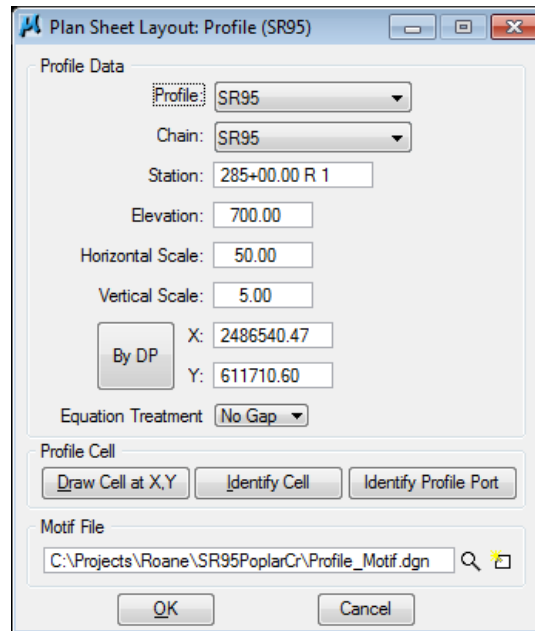 Plan Sheet Layout: Profile (SR95)
Profile Data
Profile: SR95
Chain: SR95
Station: 285+00.00 R 1
Elevation: 700.00
Horizontal Scale: 50.00
Vertical Scale: 5.00
By DP
X: 2486540.47
Y: 611710.60
Equation Treatment No Gap
Profile Cell
Draw Cell at X,Y Identify Cell Identify Profile Port
Motif File
C:\Projects\Roane\SR95PoplarCr\Profile_Motif.dgn
OK Cancel